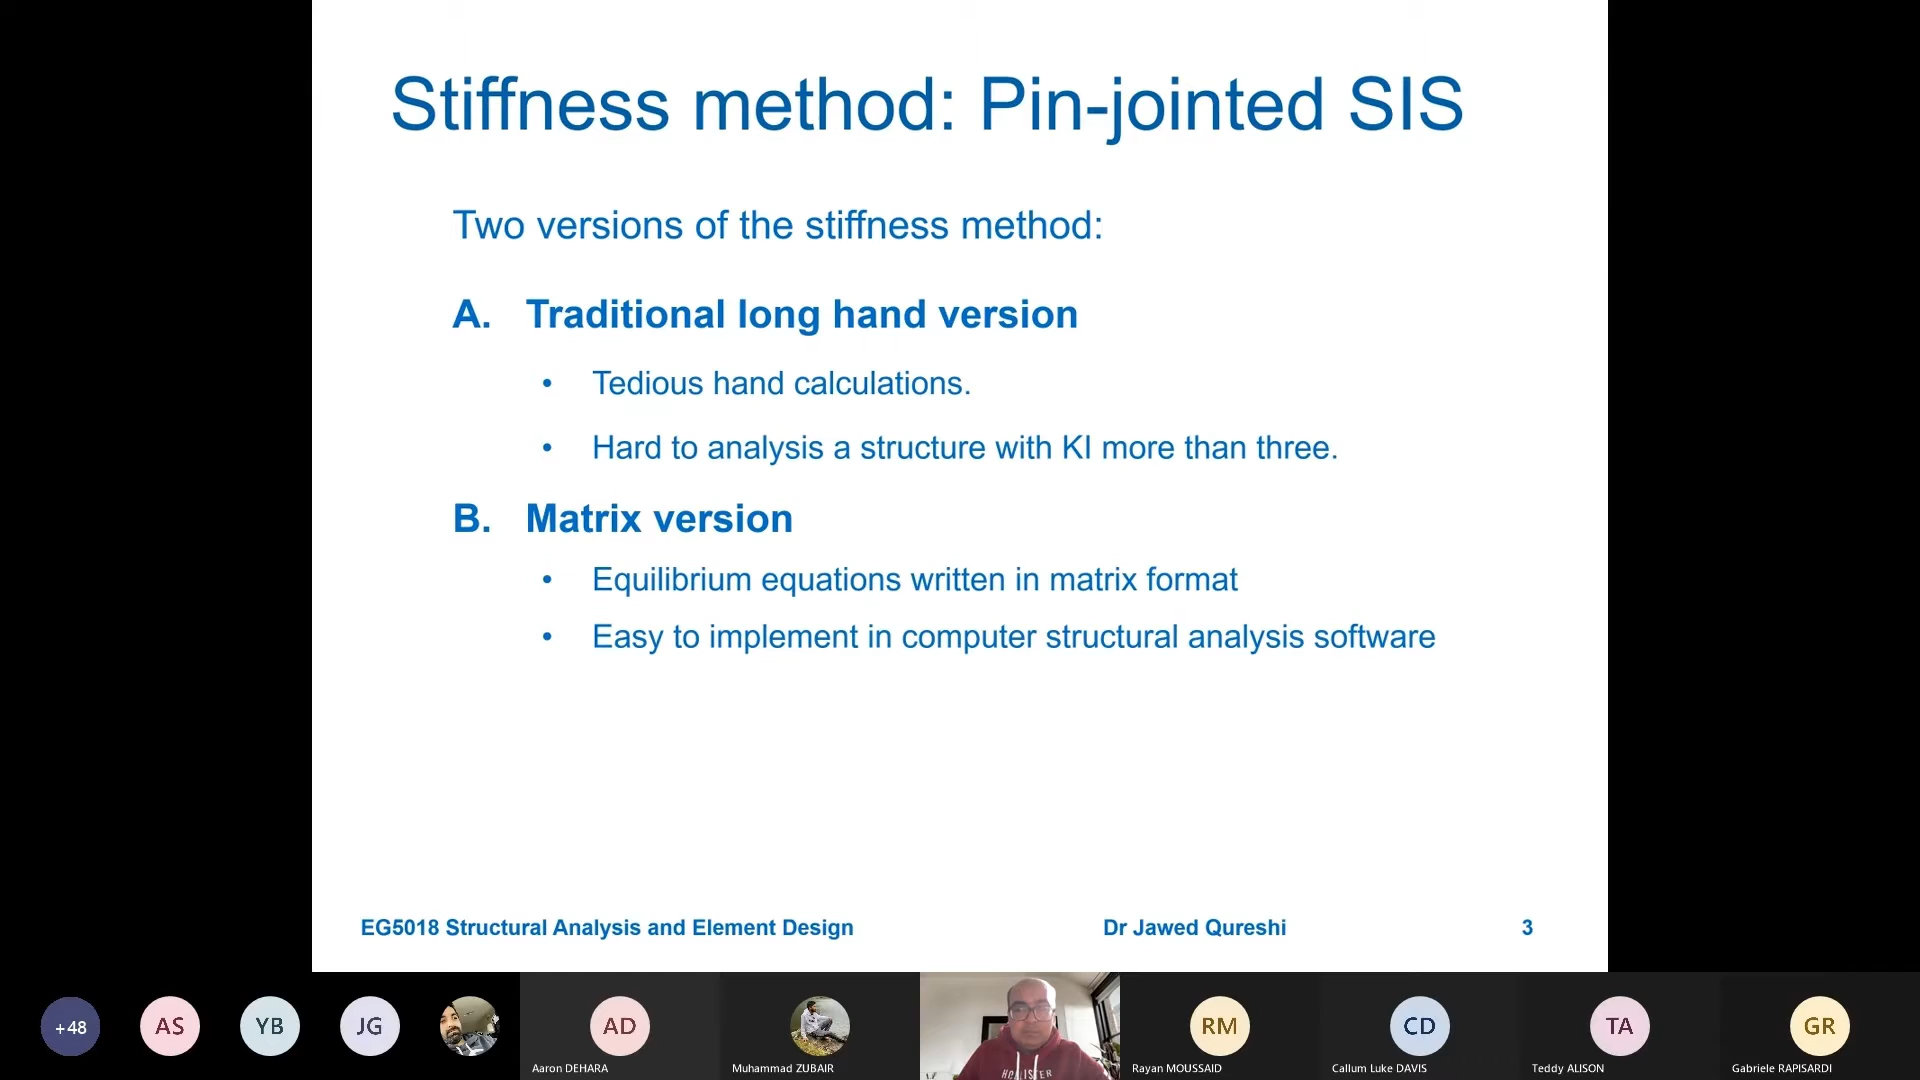 Stiffness method: Pin-jointed SIS
Two versions of the stiffness method:
A. Traditional long hand version
• Tedious hand calculations.
• Hard to analysis a structure with KI more than three.
B. Matrix version
• Equilibrium equations written in matrix format
• Easy to implement in computer structural analysis software
EG5018 Structural Analysis and Element Design Dr Jawed Qureshi 3
+48 AS YB JG AD RM CD TA GR
HOLLISTER
Aaron DEHARA Muhammad ZUBAIR Rayan MOUSSAID Callum Luke DAVIS Teddy ALISON Gabriele RAPISARDI